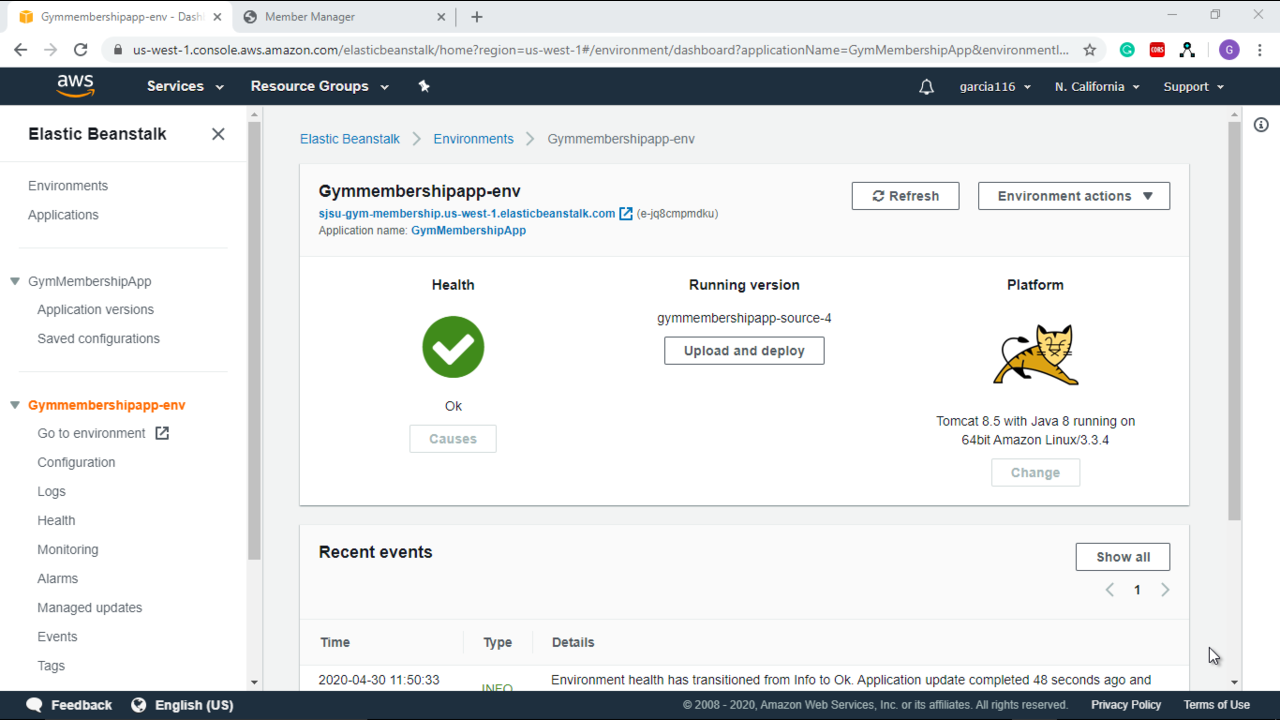 Gymmembershipapp-env - Dash
Member Manager
us-west-1.console.aws.amazon.com/elasticbeanstalk/home?region=us-west-1#/environment/dashboard?applicationName=GymMembershipApp&environmentI...
CORS
G
aws
Services
Resource Groups
garcia116
N. California
Support
Elastic Beanstalk
Environments
Applications
GymMembershipApp
Application versions
Saved configurations
Gymmembershipapp-env
Go to environment
Configuration
Logs
Health
Monitoring
Alarms
Managed updates
Events
Tags
Elastic Beanstalk
Environments
Gymmembershipapp-env
Gymmembershipapp-env
sjsu-gym-membership.us-west-1.elasticbeanstalk.com (e-jq8cmpmdku)
Application name: GymMembershipApp
Refresh
Environment actions
Health
Ok
Causes
Running version
gymmembershipapp-source-4
Upload and deploy
Platform
Tomcat 8.5 with Java 8 running on
64bit Amazon Linux/3.3.4
Change
Recent events
Show all
1
Time
Type
Details
2020-04-30 11:50:33
INFO
Environment health has transitioned from Info to Ok. Application update completed 48 seconds ago and
Feedback
English (US)
© 2008 - 2020, Amazon Web Services, Inc. or its affiliates. All rights reserved.
Privacy Policy
Terms of Use